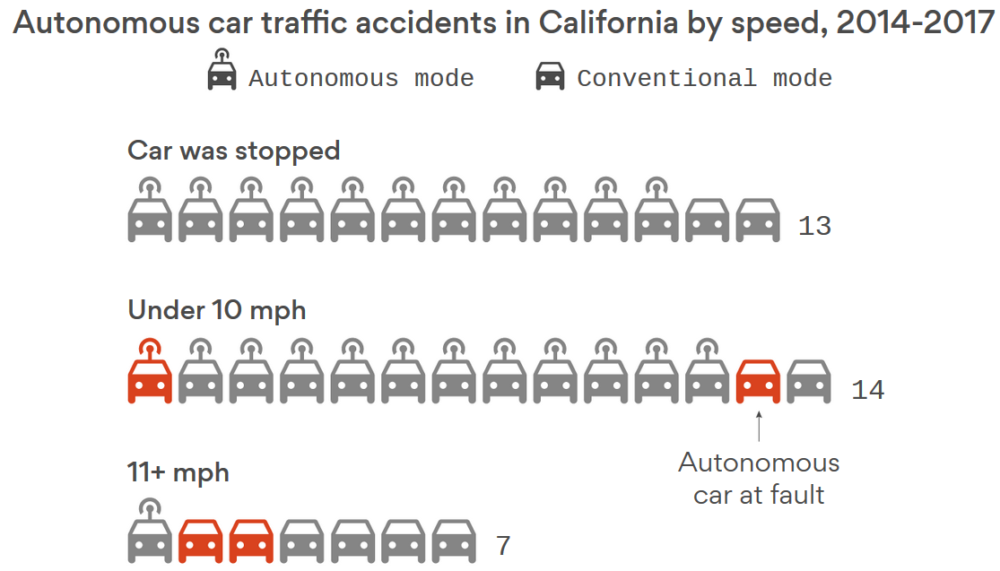 Autonomous car traffic accidents in California by speed, 2014-2017
Autonomous mode
Conventional mode
Car was stopped
13
Under 10 mph
14
Autonomous
car at fault
11+ mph
7